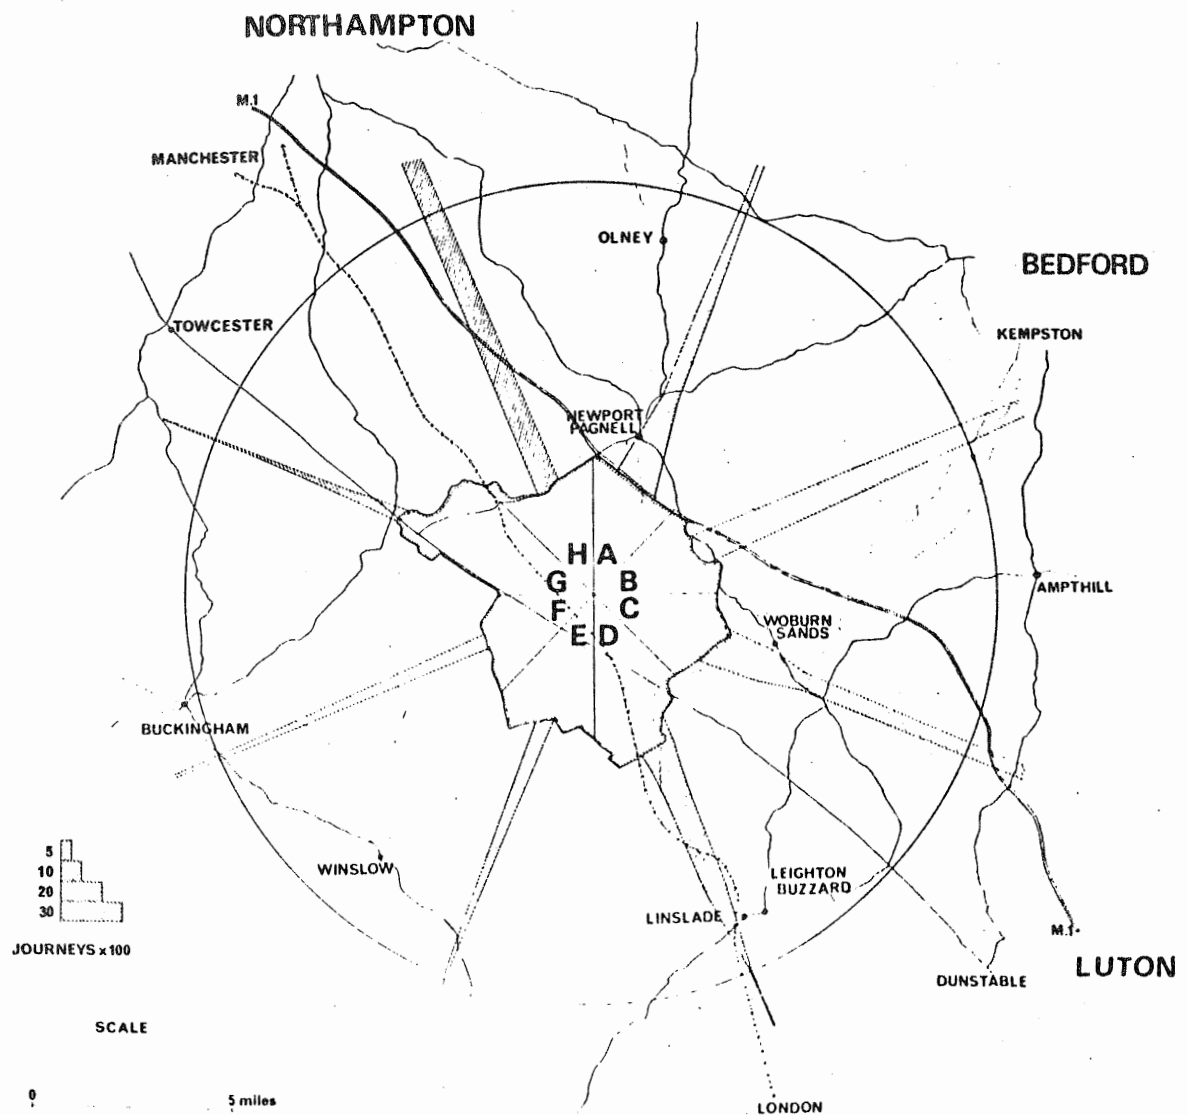 NORTHAMPTON
M.1
MANCHESTER
OLNEY
BEDFORD
TOWCESTER
KEMPSTON
NEWPORT
PAGNELL
H A
G B
F C
E D
AMPTHILL
WOBURN
SANDS
BUCKINGHAM
5
10
20
30
JOURNEYS x 100
WINSLOW
LEIGHTON
BUZZARD
LINSLADE
M.1
LUTON
DUNSTABLE
SCALE
0 5 miles
LONDON